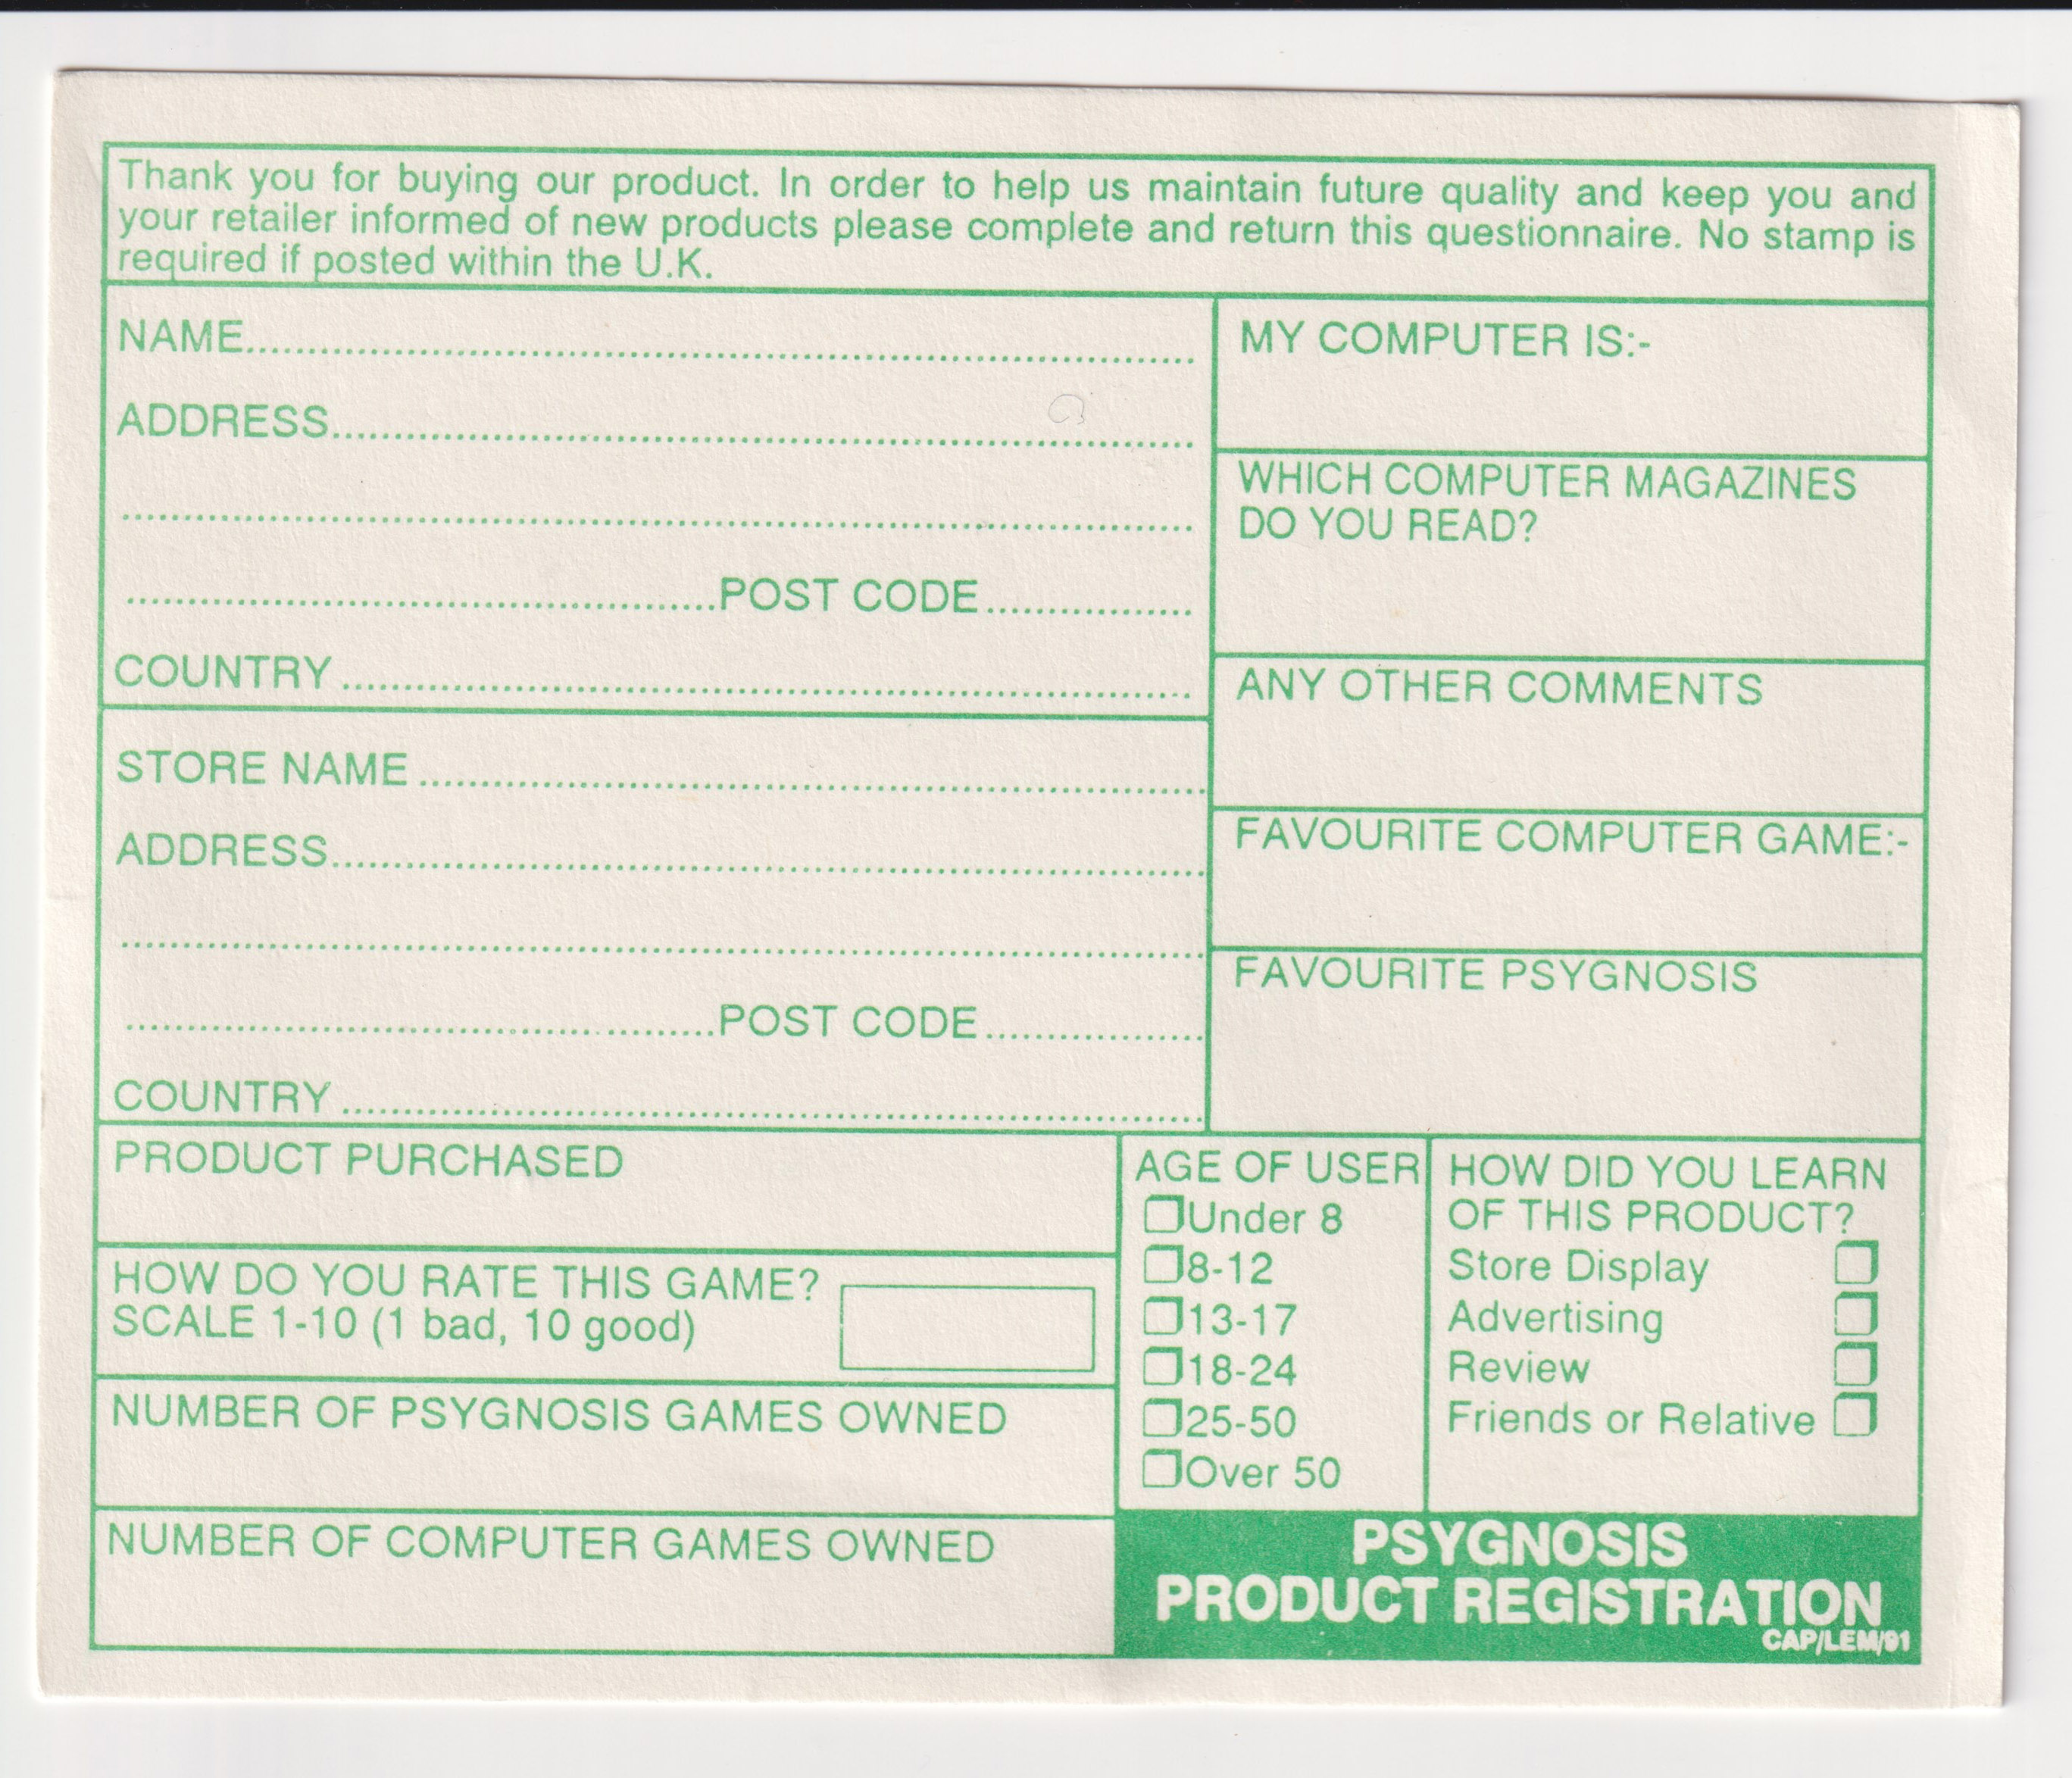 Thank you for buying our product. In order to help us maintain future quality and keep you and
your retailer informed of new products please complete and return this questionnaire. No stamp is
required if posted within the U.K.
NAME
ADDRESS
POST CODE
COUNTRY
STORE NAME
ADDRESS
POST CODE
COUNTRY
MY COMPUTER IS:-
WHICH COMPUTER MAGAZINES
DO YOU READ?
ANY OTHER COMMENTS
FAVOURITE COMPUTER GAME:-
FAVOURITE PSYGNOSIS
PRODUCT PURCHASED
HOW DO YOU RATE THIS GAME?
SCALE 1-10 (1 bad, 10 good)
NUMBER OF PSYGNOSIS GAMES OWNED
NUMBER OF COMPUTER GAMES OWNED
AGE OF USER
Under 8
8-12
13-17
18-24
25-50
Over 50
HOW DID YOU LEARN
OF THIS PRODUCT?
Store Display
Advertising
Review
Friends or Relative
PSYGNOSIS
PRODUCT REGISTRATION
CAP/LEM/91